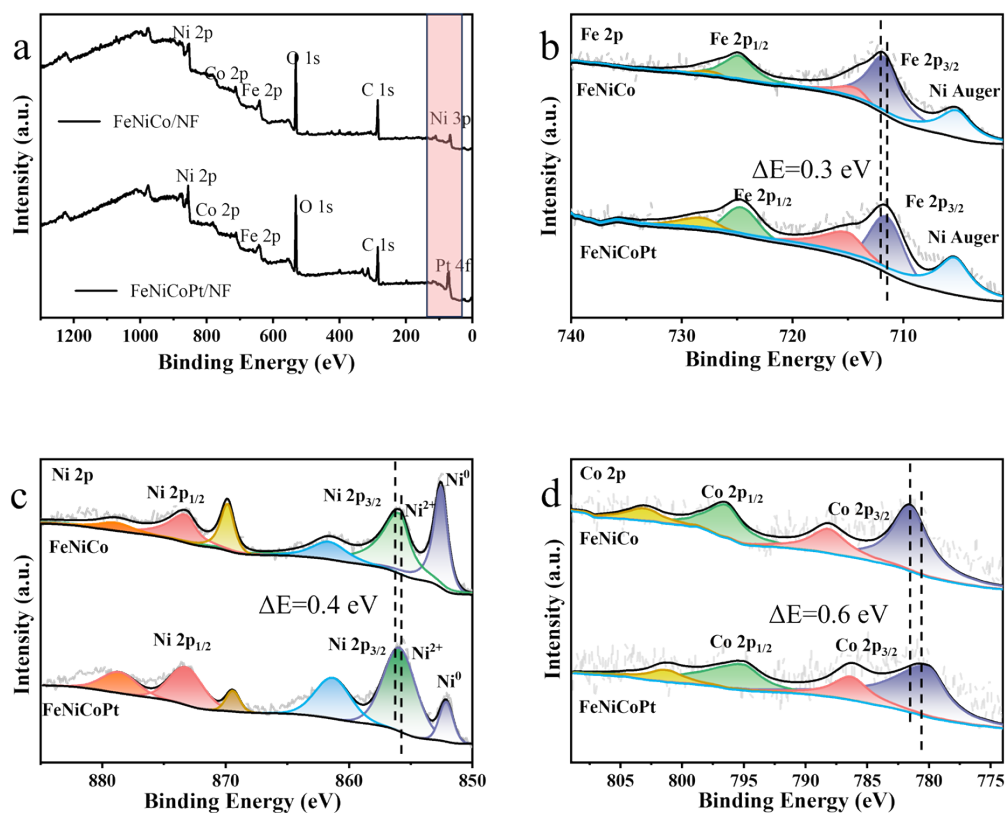 a
Ni 2p
O 1s
Co 2p
Fe 2p
C 1s
Ni 3p
FeNiCo/NF
Ni 2p
Co 2p
O 1s
Fe 2p
C 1s
Pt 4f
FeNiCoPt/NF
1200 1000 800 600 400 200 0
Binding Energy (eV)
Intensity (a.u.)
b
Fe 2p
Fe 2p1/2
Fe 2p3/2
FeNiCo
Ni Auger
ΔE=0.3 eV
Fe 2p1/2
Fe 2p3/2
Ni Auger
FeNiCoPt
740 730 720 710
Binding Energy (eV)
Intensity (a.u.)
c
Ni 2p
Ni 2p1/2
Ni 2p3/2
Ni2+
Ni0
FeNiCo
ΔE=0.4 eV
Ni 2p1/2
Ni 2p3/2
Ni2+
Ni0
FeNiCoPt
880 870 860 850
Binding Energy (eV)
Intensity (a.u.)
d
Co 2p
Co 2p1/2
Co 2p3/2
FeNiCo
ΔE=0.6 eV
Co 2p1/2
Co 2p3/2
FeNiCoPt
805 800 795 790 785 780 775
Binding Energy (eV)
Intensity (a.u.)